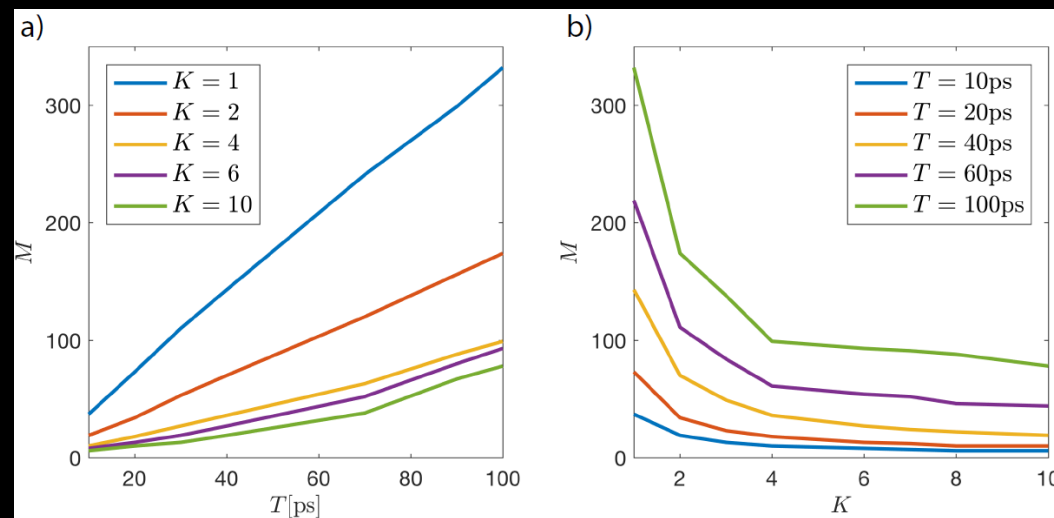 a)
K = 1
K = 2
K = 4
K = 6
K = 10
300
200
100
0
M
20
40
60
80
100
T[ps]
b)
T = 10ps
T = 20ps
T = 40ps
T = 60ps
T = 100ps
300
200
100
0
M
2
4
6
8
10
K